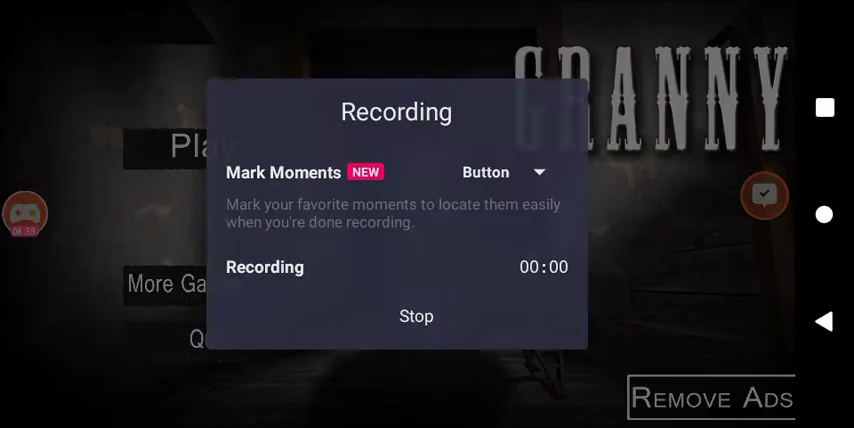 GRANNY
Recording
Play
Mark Moments NEW Button
Mark your favorite moments to locate them easily
when you're done recording.
08:59
Recording 00:00
More Ga
Stop
Qu
REMOVE ADS